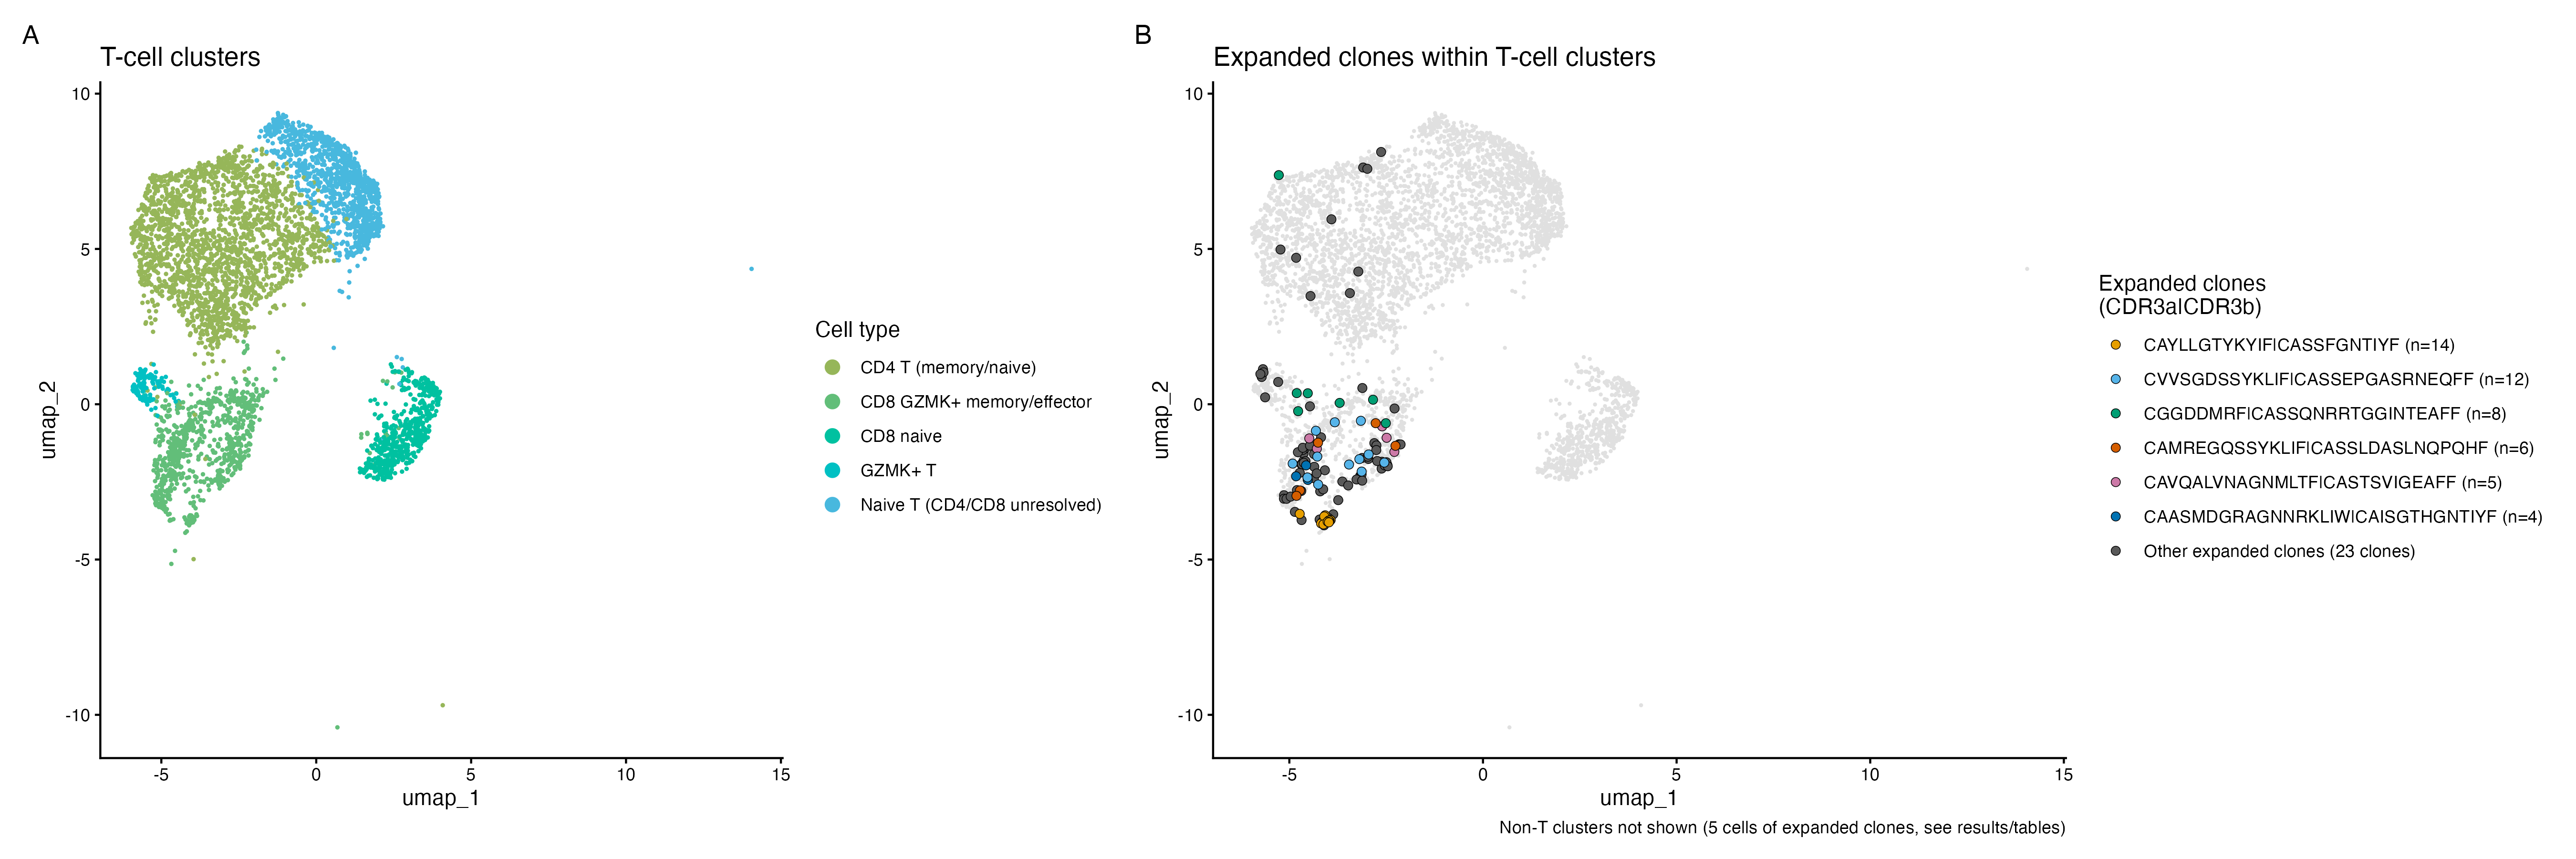 A
T-cell clusters
10
5
0
-5
-10
umap_2
-5
0
5
10
15
umap_1
Cell type
CD4 T (memory/naive)
CD8 GZMK+ memory/effector
CD8 naive
GZMK+ T
Naive T (CD4/CD8 unresolved)
B
Expanded clones within T-cell clusters
10
5
0
-5
-10
umap_2
-5
0
5
10
15
umap_1
Expanded clones
(CDR3a|CDR3b)
CAYLLGTYKYIF|CASSFGNTIYF (n=14)
CVVSGDSSYKLIF|CASSEPGASRNEQFF (n=12)
CGGDDMRF|CASSQNRRTGGINTEAFF (n=8)
CAMREGQSSYKLIF|CASSLDASLNQPQHF (n=6)
CAVQALVNAGNMLTF|CASTSVIGEAFF (n=5)
CAASMDGRAGNNRKLIW|CAISGTHGNTIYF (n=4)
Other expanded clones (23 clones)
Non-T clusters not shown (5 cells of expanded clones, see results/tables)